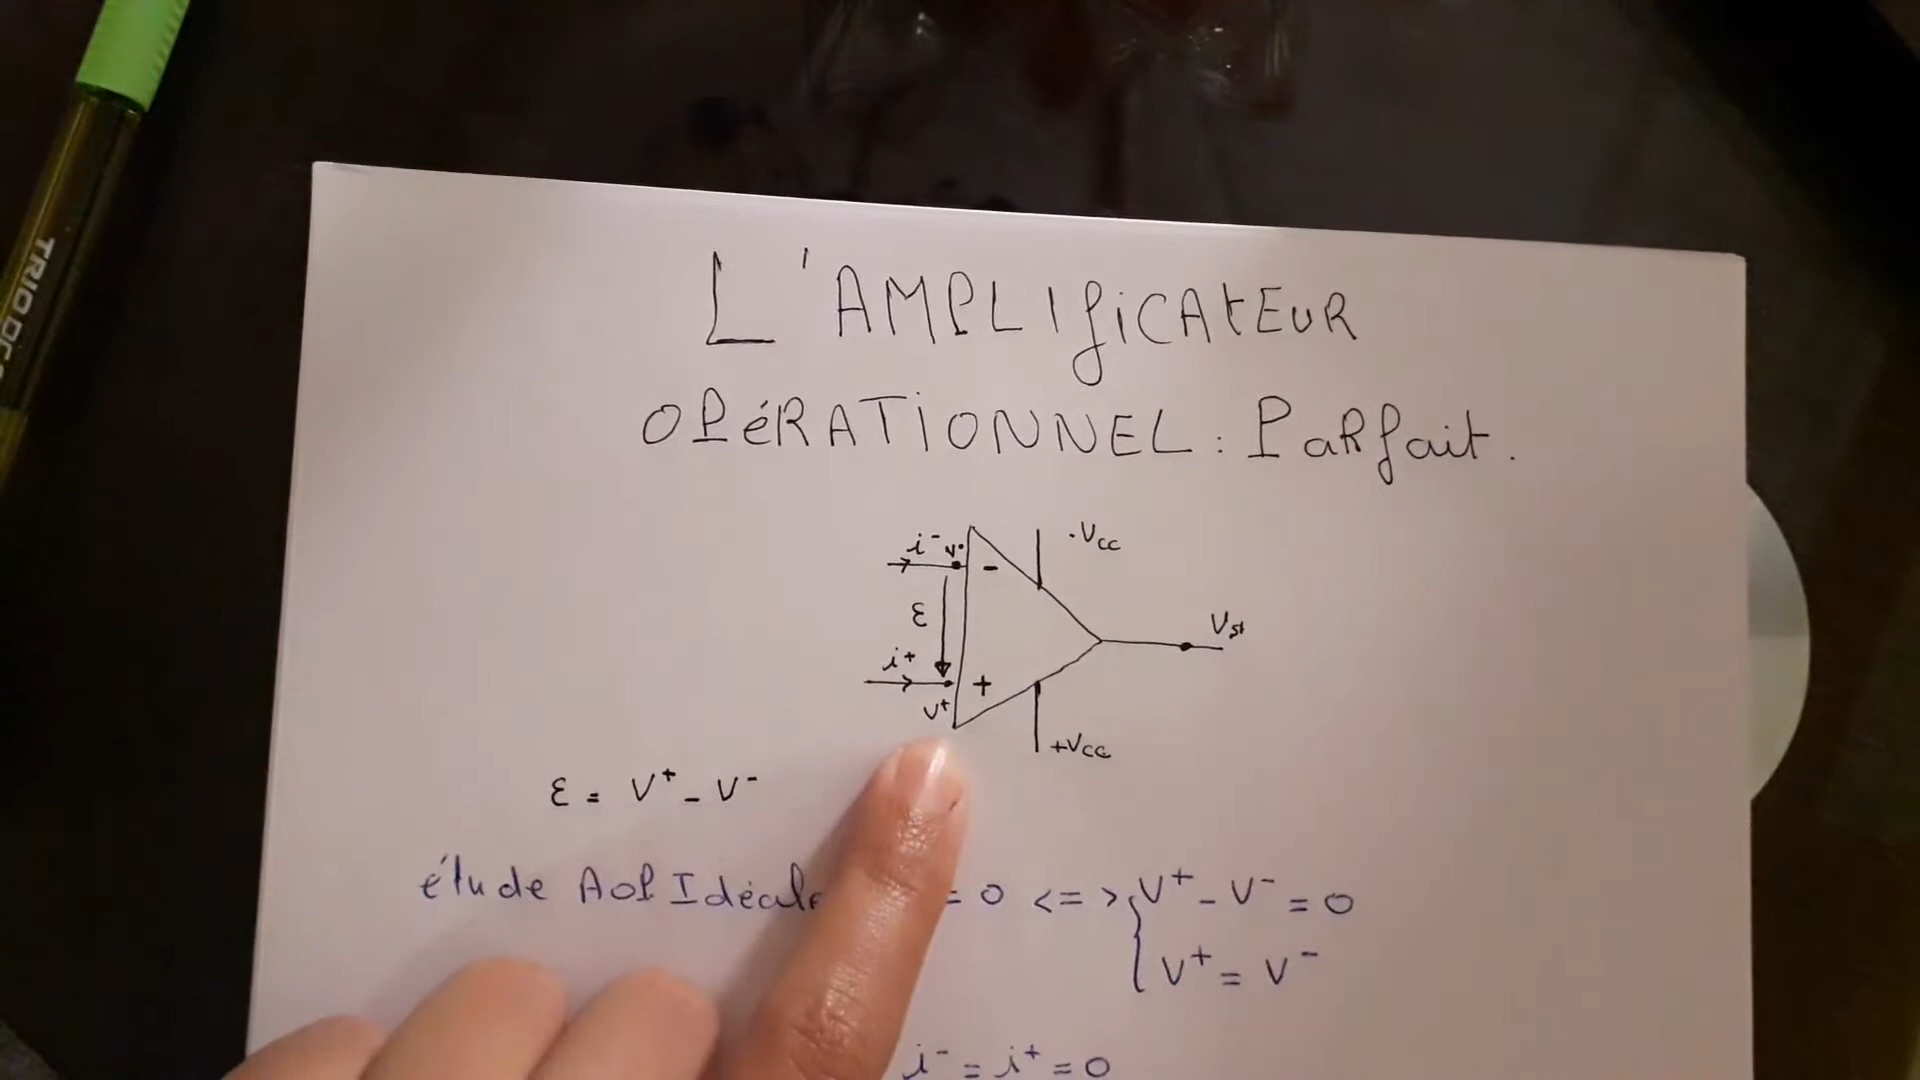 L'AMPLIfiCAtEUR
OPéRATiONNEL : PaRfait.
i- v-
-
-Vcc
ε
Vst
i+
+
V+
+Vcc
ε = V+ - V-
étude AOP Idéale = 0 <=> { V+ - V- = 0
V+ = V-
i- = i+ = 0
TRIO